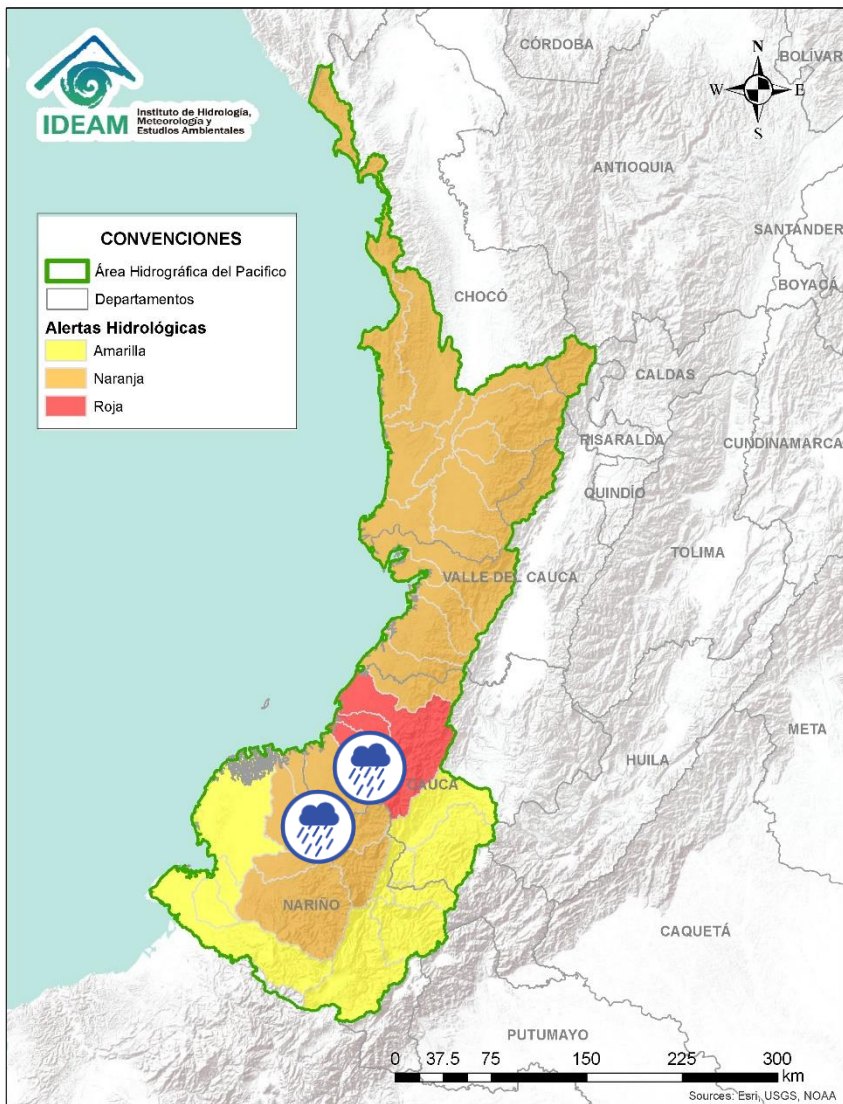 IDEAM
Instituto de Hidrología,
Meteorología y
Estudios Ambientales
CÓRDOBA
BOLÍVAR
N
W
E
S
ANTIOQUIA
SANTANDER
BOYACÁ
CONVENCIONES
Área Hidrográfica del Pacifico
Departamentos
Alertas Hidrológicas
Amarilla
Naranja
Roja
CHOCÓ
CALDAS
RISARALDA
CUNDINAMARCA
QUINDÍO
TOLIMA
VALLE DEL CAUCA
META
HUILA
CAUCA
NARIÑO
CAQUETÁ
PUTUMAYO
0 37.5 75 150 225 300
km
Sources: Esri, USGS, NOAA